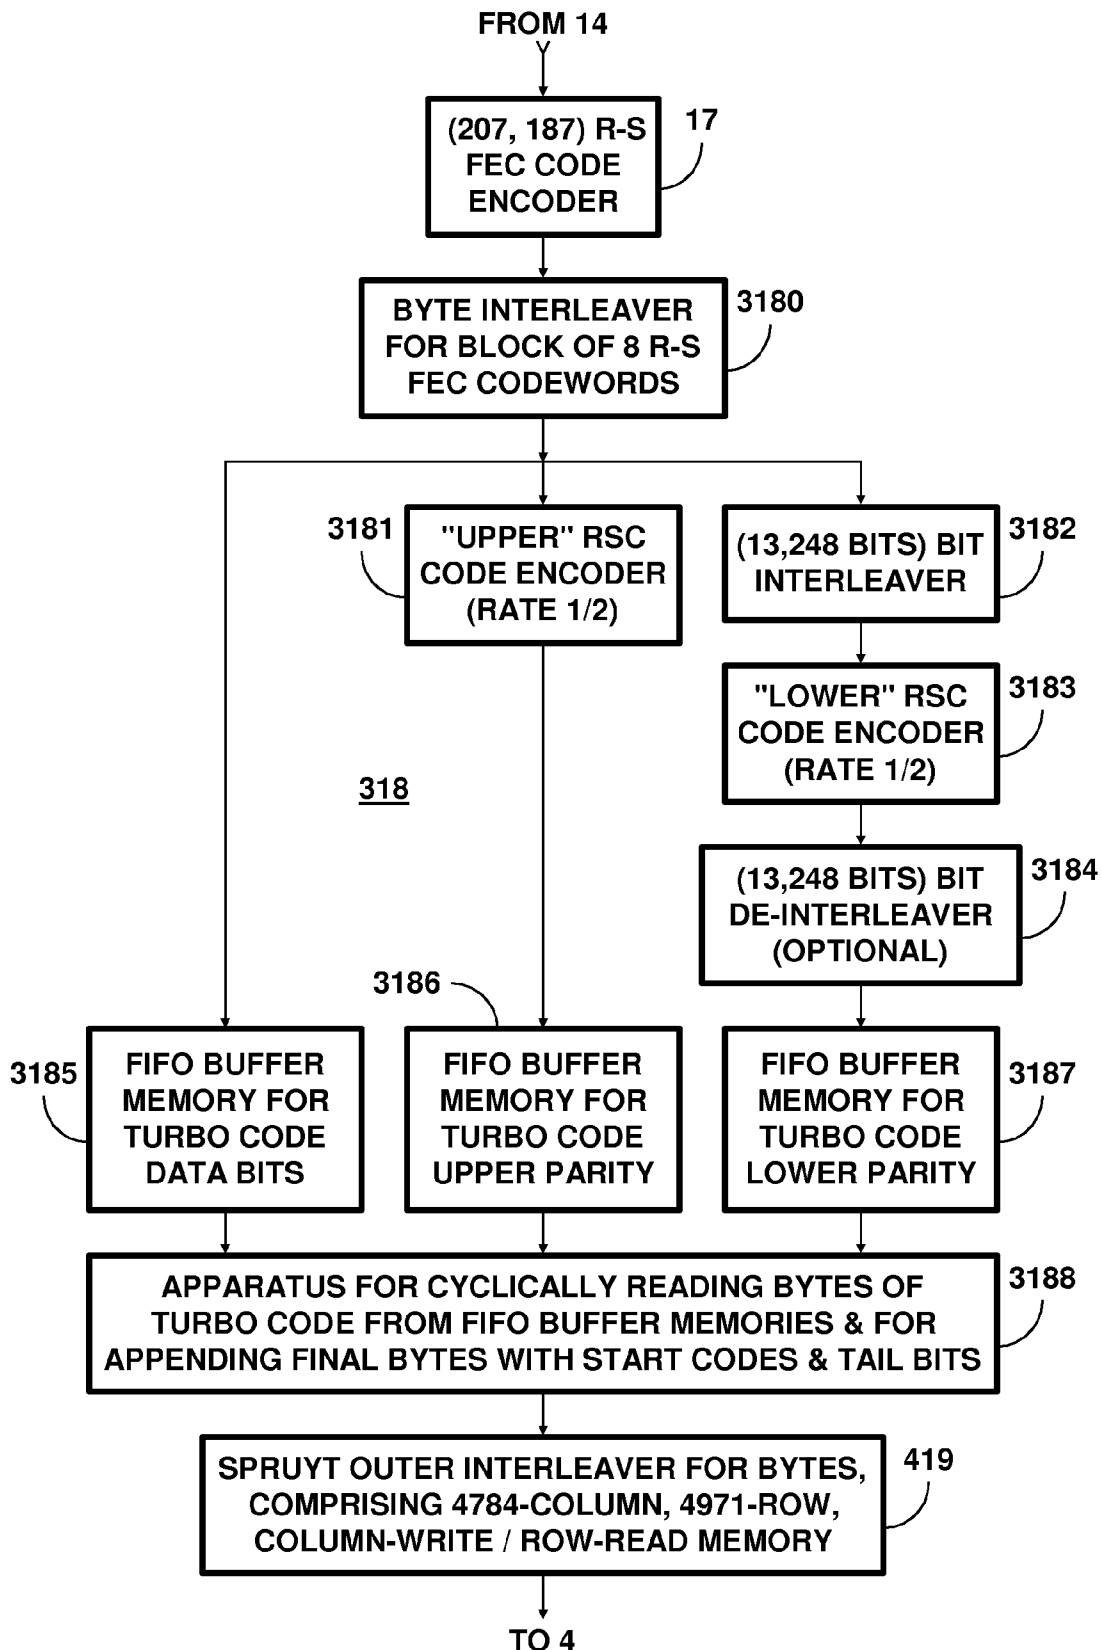 FROM 14
(207, 187) R-S
FEC CODE
ENCODER
17
BYTE INTERLEAVER
FOR BLOCK OF 8 R-S
FEC CODEWORDS
3180
3181
"UPPER" RSC
CODE ENCODER
(RATE 1/2)
(13,248 BITS) BIT
INTERLEAVER
3182
"LOWER" RSC
CODE ENCODER
(RATE 1/2)
3183
318
(13,248 BITS) BIT
DE-INTERLEAVER
(OPTIONAL)
3184
3185
FIFO BUFFER
MEMORY FOR
TURBO CODE
DATA BITS
3186
FIFO BUFFER
MEMORY FOR
TURBO CODE
UPPER PARITY
FIFO BUFFER
MEMORY FOR
TURBO CODE
LOWER PARITY
3187
APPARATUS FOR CYCLICALLY READING BYTES OF
TURBO CODE FROM FIFO BUFFER MEMORIES & FOR
APPENDING FINAL BYTES WITH START CODES & TAIL BITS
3188
SPRUYT OUTER INTERLEAVER FOR BYTES,
COMPRISING 4784-COLUMN, 4971-ROW,
COLUMN-WRITE / ROW-READ MEMORY
419
TO 4